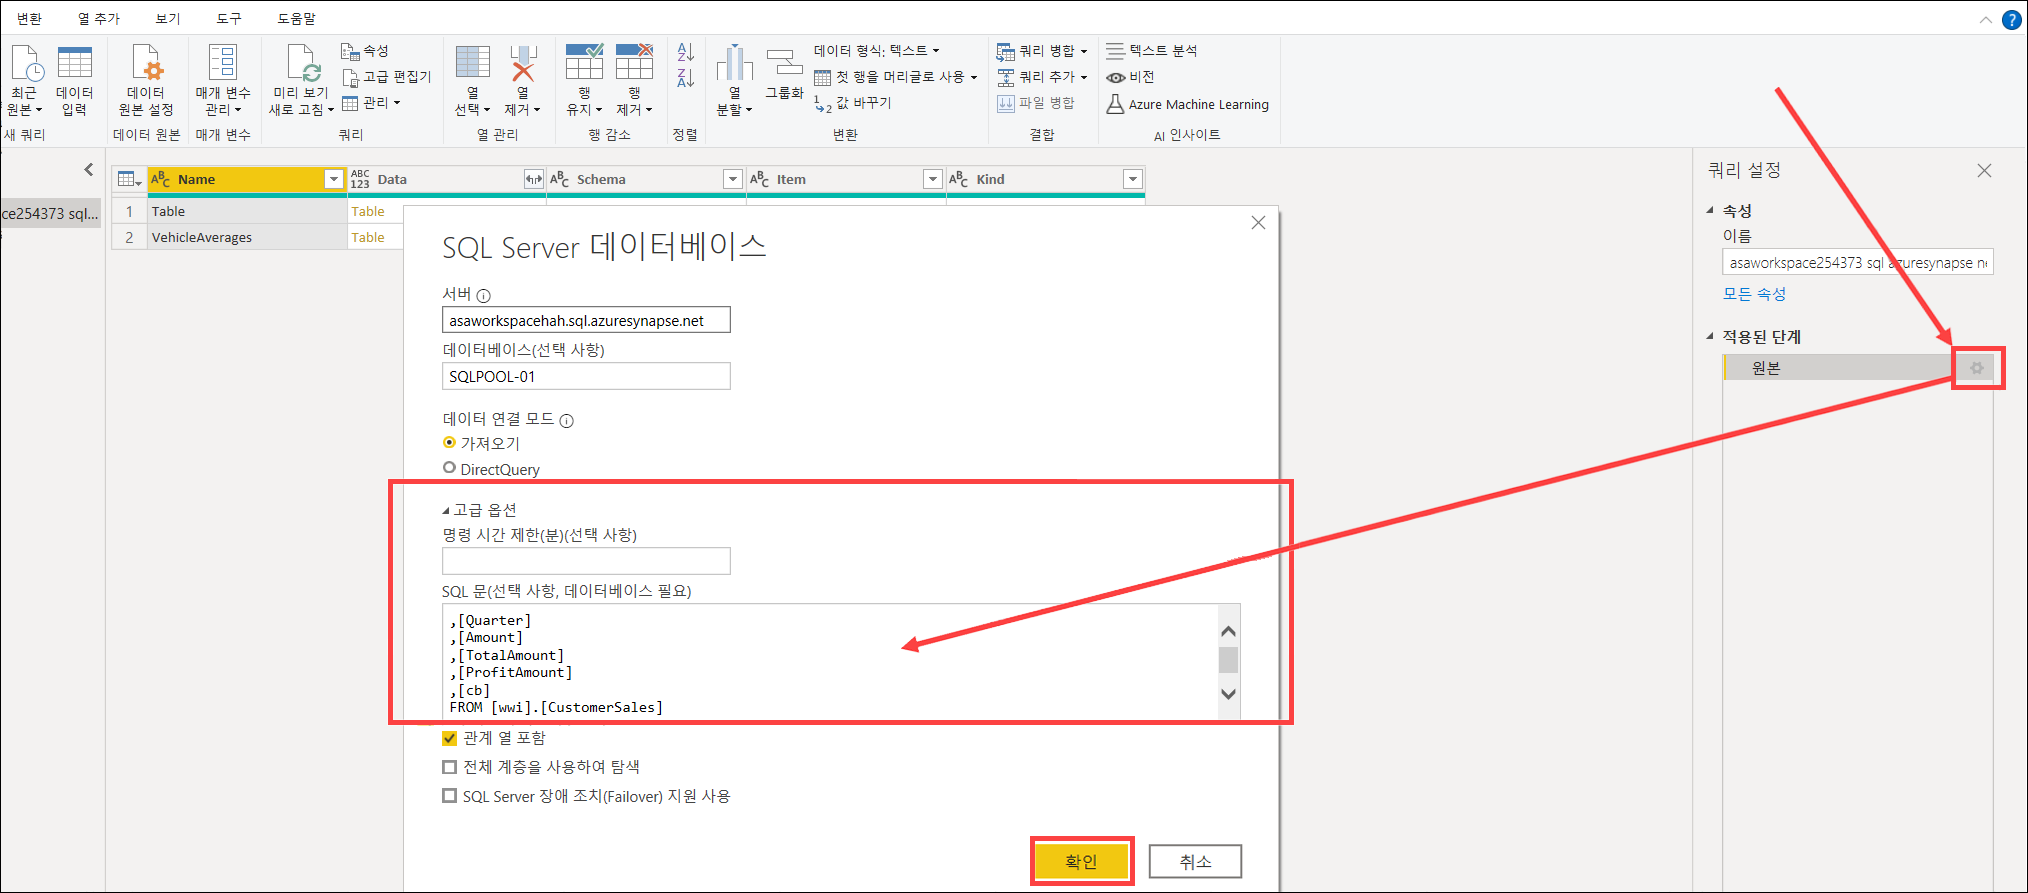 변환 열 추가 보기 도구 도움말
?
최근
원본
데이터
입력
새 쿼리
데이터
원본 설정
데이터 원본
매개 변수
관리
매개 변수
미리 보기
새로 고침
속성
고급 편집기
관리
쿼리
열
선택
열
제거
열 관리
행
유지
행
제거
행 감소
A
Z
Z
A
정렬
열
분할
그룹화
데이터 형식: 텍스트
첫 행을 머리글로 사용
1 2 값 바꾸기
변환
쿼리 병합
쿼리 추가
파일 병합
결합
텍스트 분석
비전
Azure Machine Learning
AI 인사이트
ce254373 sql...
ABC Name ABC 123 Data ABC Schema ABC Item ABC Kind
1 Table Table
2 VehicleAverages Table
SQL Server 데이터베이스
서버
asaworkspacehah.sql.azuresynapse.net
데이터베이스(선택 사항)
SQLPOOL-01
데이터 연결 모드
가져오기
DirectQuery
고급 옵션
명령 시간 제한(분)(선택 사항)
SQL 문(선택 사항, 데이터베이스 필요)
,[Quarter]
,[Amount]
,[TotalAmount]
,[ProfitAmount]
,[cb]
FROM [wwi].[CustomerSales]
관계 열 포함
전체 계층을 사용하여 탐색
SQL Server 장애 조치(Failover) 지원 사용
확인 취소
쿼리 설정
속성
이름
asaworkspace254373 sql azuresynapse n
모든 속성
적용된 단계
원본